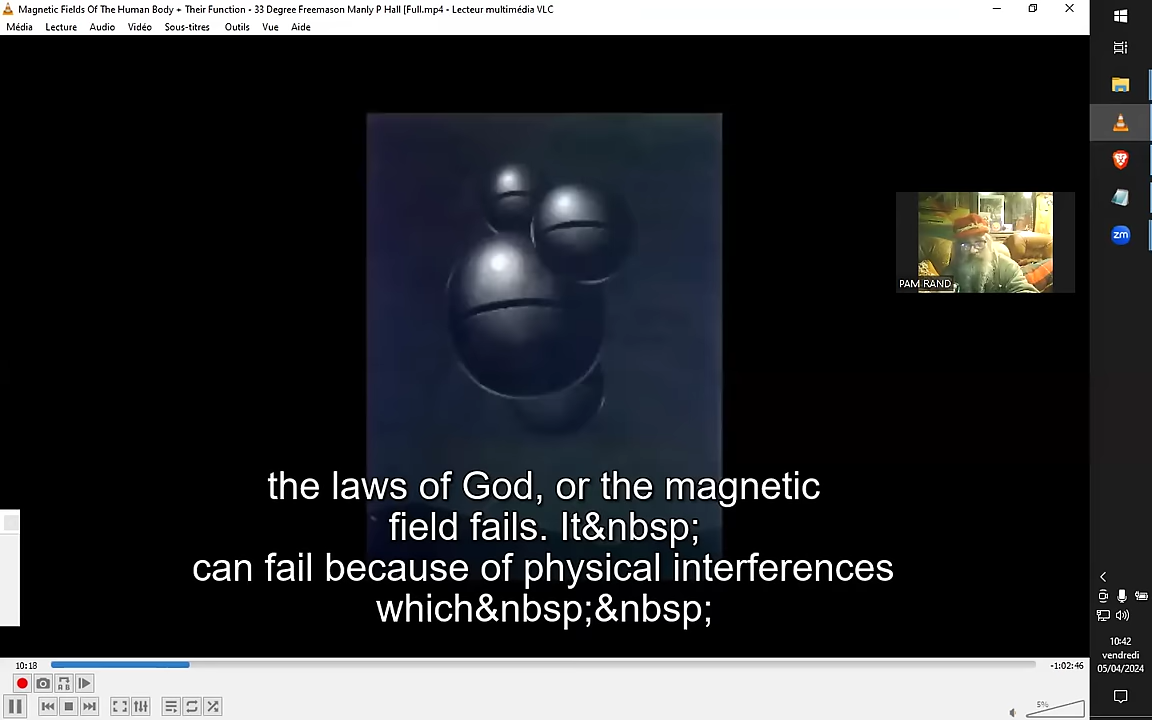 Magnetic Fields Of The Human Body + Their Function - 33 Degree Freemason Manly P Hall [Full.mp4 - Lecteur multimédia VLC
Média Lecture Audio Vidéo Sous-titres Outils Vue Aide
PAM RAND
zm
the laws of God, or the magnetic
field fails. It&nbsp;
can fail because of physical interferences
which&nbsp;&nbsp;
10:18
-1:02:46
5%
10:42
vendredi
05/04/2024